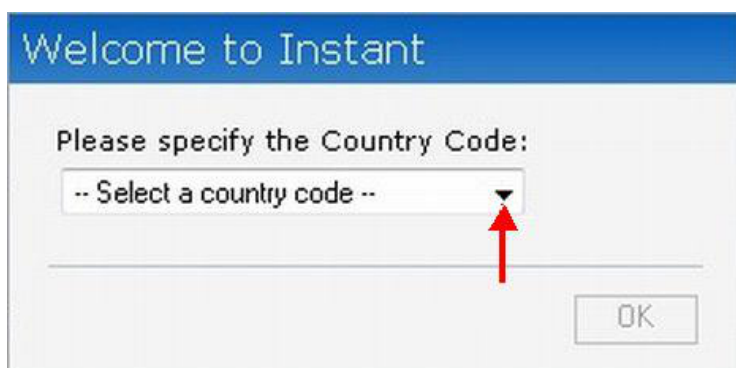 Welcome to Instant
Please specify the Country Code:
-- Select a country code --
OK